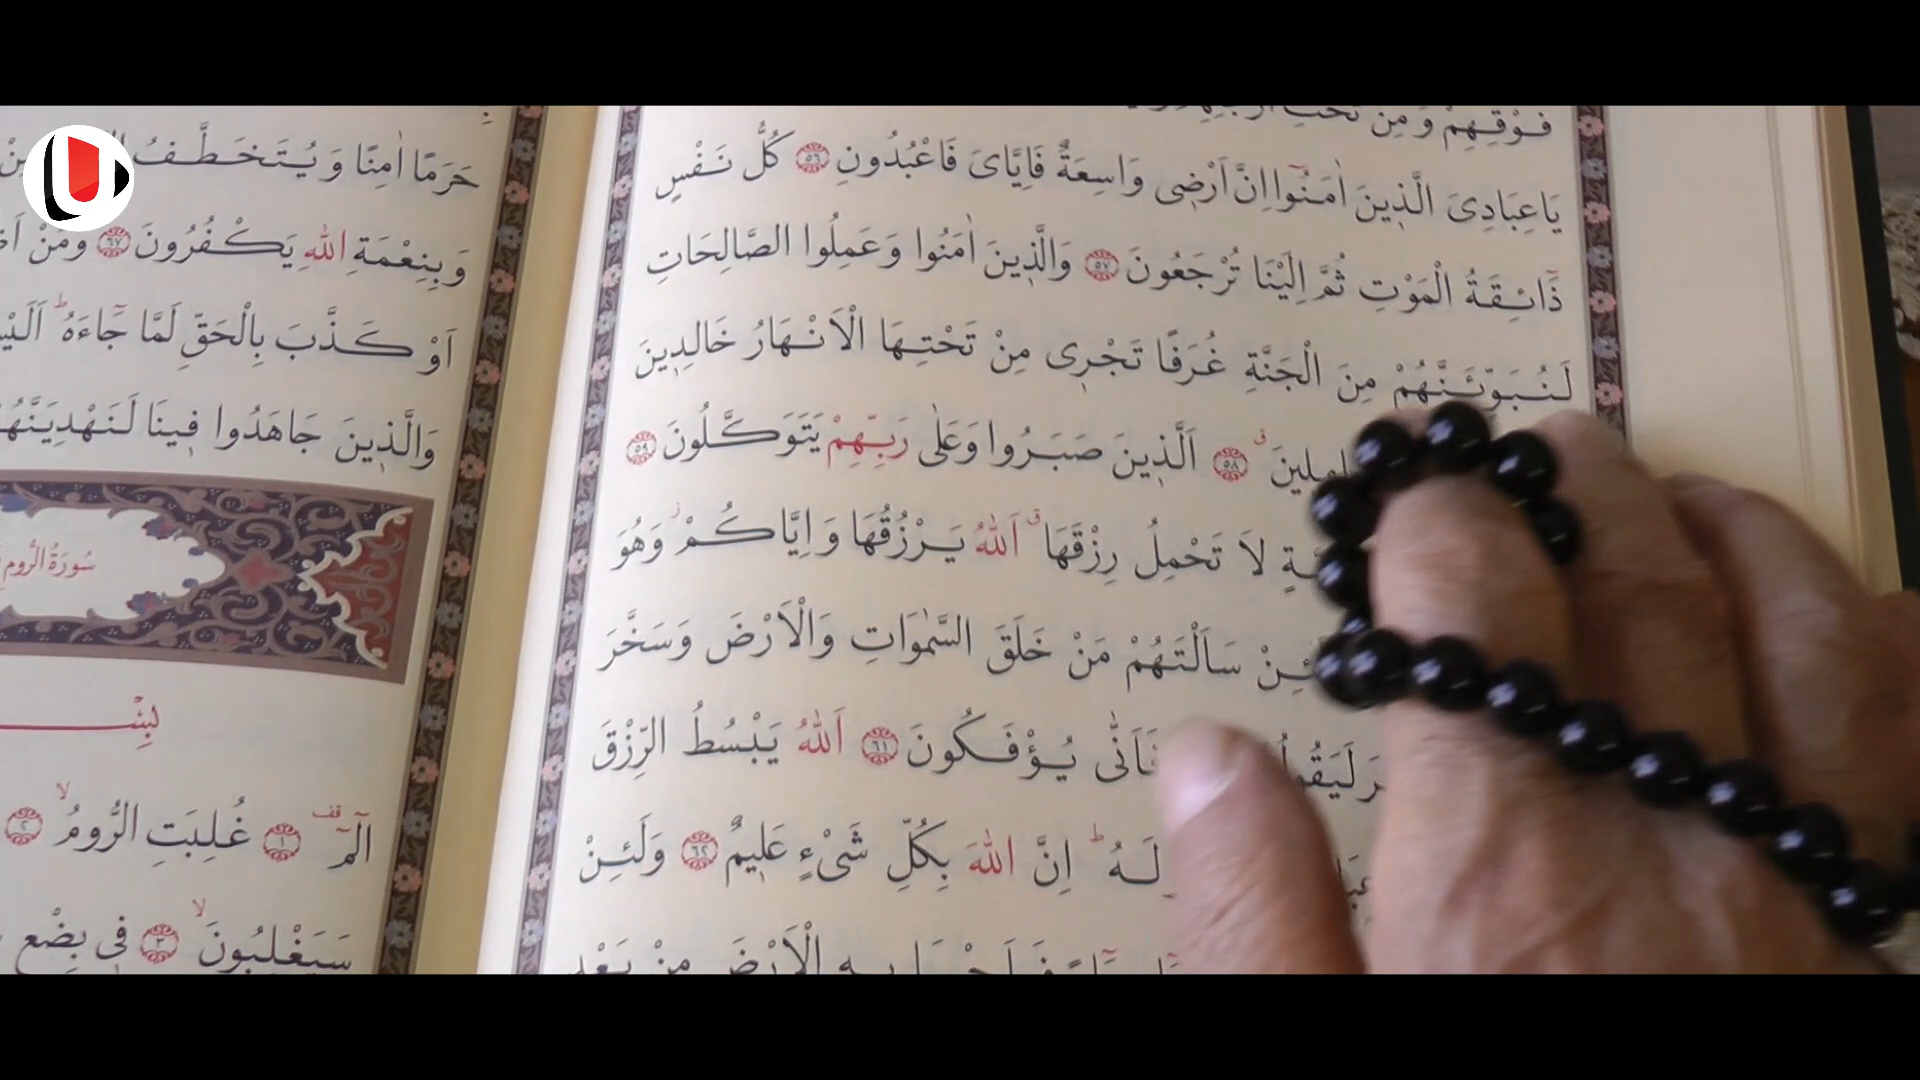 فَوْقِهِمْ وَمِنْ تَحْتِ
يَاعِبَادِىَ الَّذِينَ اٰمَنُٓوا اِنَّ اَرْضِى وَاسِعَةٌ فَاِيَّاىَ فَاعْبُدُونِ ﴿٥٦﴾ كُلُّ نَفْسٍ
ذَٓائِقَةُ الْمَوْتِ ثُمَّ اِلَيْنَا تُرْجَعُونَ ﴿٥٧﴾ وَالَّذِينَ اٰمَنُوا وَعَمِلُوا الصَّالِحَاتِ
لَنُبَوِّئَنَّهُمْ مِنَ الْجَنَّةِ غُرَفًا تَجْرِى مِنْ تَحْتِهَا الْاَنْهَارُ خَالِدِينَ
﴿٥٨﴾ اَلَّذِينَ صَبَرُوا وَعَلٰى رَبِّهِمْ يَتَوَكَّلُونَ ﴿٥٩﴾
لَا تَحْمِلُ رِزْقَهَا اَللّٰهُ يَرْزُقُهَا وَاِيَّاكُمْ وَهُوَ
سَاَلْتَهُمْ مَنْ خَلَقَ السَّمٰوَاتِ وَالْاَرْضَ وَسَخَّرَ
فَاَنّٰى يُؤْفَكُونَ ﴿٦١﴾ اَللّٰهُ يَبْسُطُ الرِّزْقَ
لَهُ اِنَّ اللّٰهَ بِكُلِّ شَىْءٍ عَلِيمٌ ﴿٦٢﴾ وَلَئِنْ
الْاَرْضَ مِنْ بَعْدِ
حَرَمًا اٰمِنًا وَيُتَخَطَّفُ
وَبِنِعْمَةِ اللّٰهِ يَكْفُرُونَ ﴿٦٧﴾ وَمَنْ
اَوْ كَذَّبَ بِالْحَقِّ لَمَّا جَٓاءَهُ
وَالَّذِينَ جَاهَدُوا فِينَا لَنَهْدِيَنَّهُمْ
سُورَةُ الرُّومِ
الٓمٓ ﴿١﴾ غُلِبَتِ الرُّومُ ﴿٢﴾
سَيَغْلِبُونَ ﴿٣﴾ فِى بِضْعِ